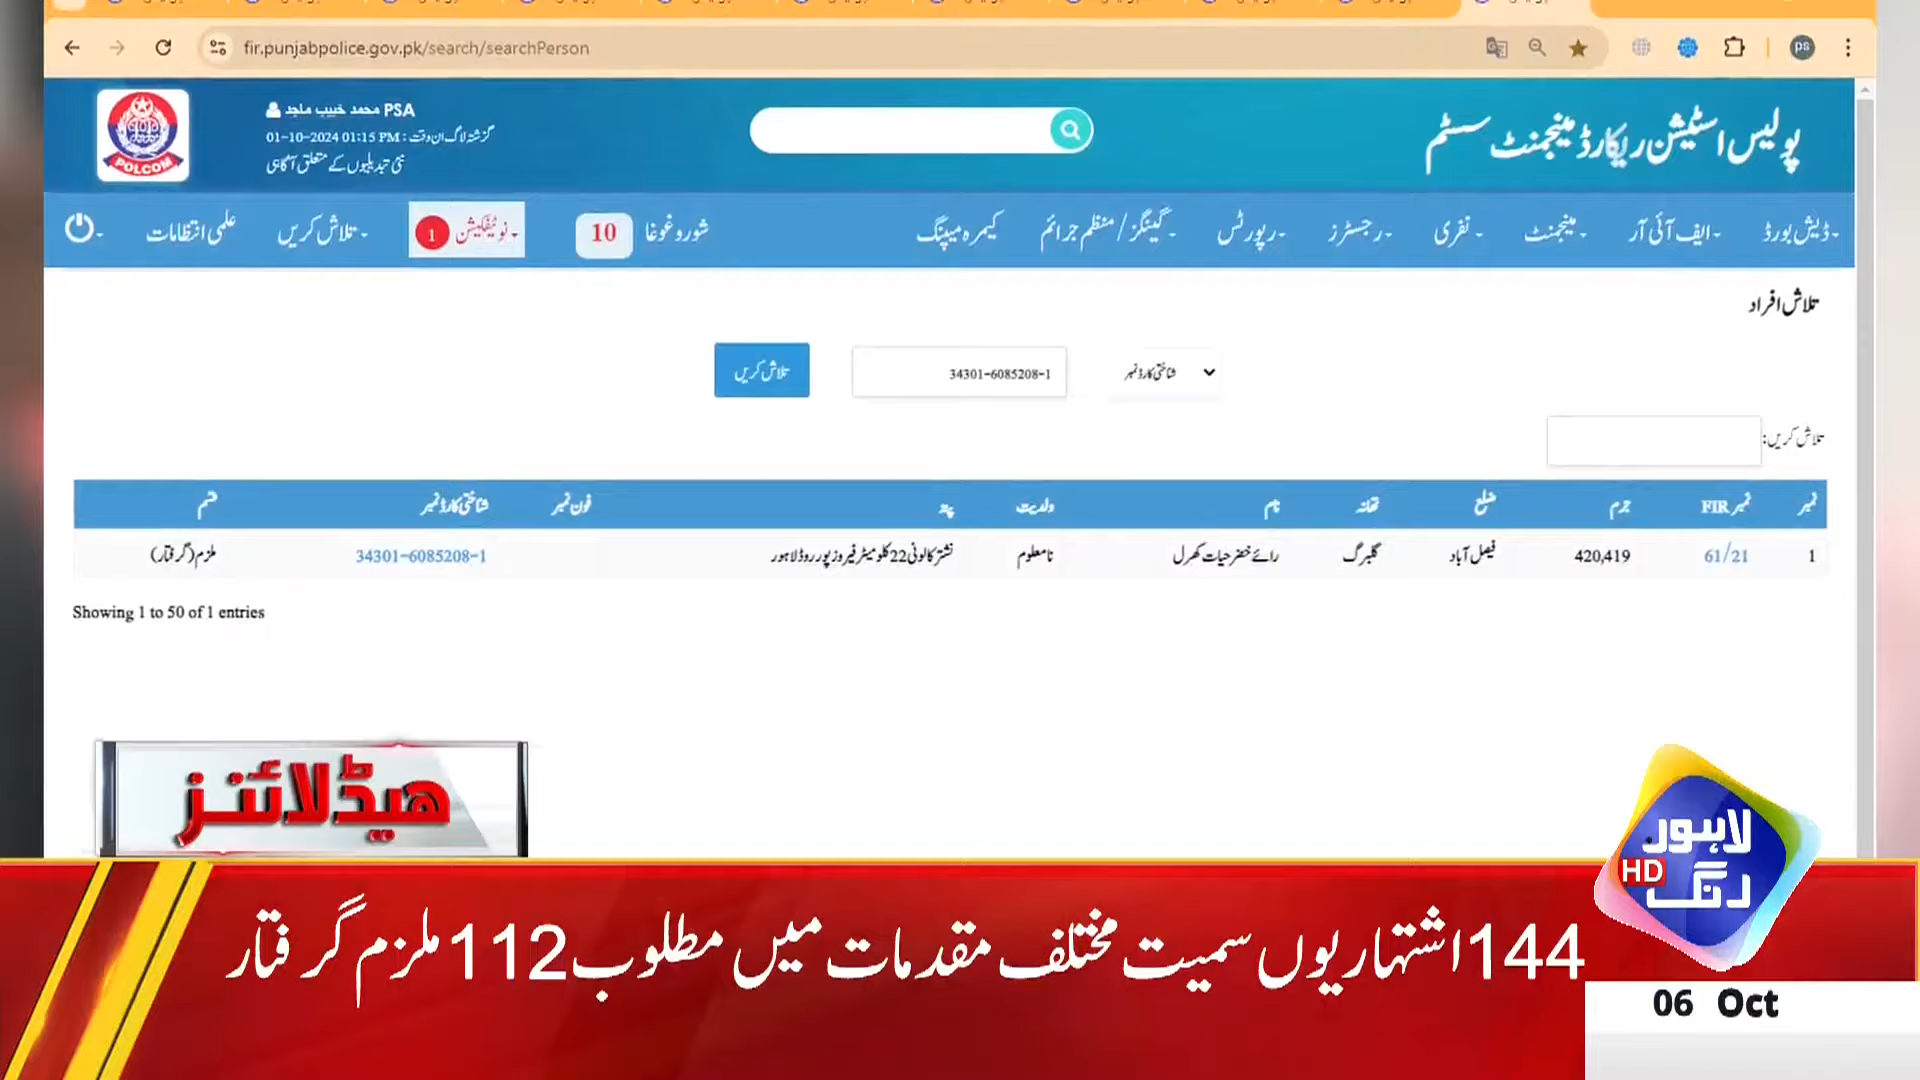 fir.punjabpolice.gov.pk/search/searchPerson
ps
POLCOM
PSA محمد خبیب ماجد
گزشتہ لاگ ان وقت : 01-10-2024 01:15 PM
نئی تبدیلیوں کے متعلق آگاہی
پولیس اسٹیشن ریکارڈ مینجمنٹ سسٹم
ڈیش بورڈ ایف آئی آر مینجمنٹ نفری رجسٹرز رپورٹس گینگز/منظم جرائم کیمرہ میپنگ شور و غوغا 10 نوٹیفکیشن 1 تلاش کریں علمی انتظامات
تلاش افراد
شناختی کارڈ نمبر 34301-6085208-1 تلاش کریں
تلاش کریں:
نمبر FIR نمبر جرم ضلع تھانہ نام ولدیت پتہ فون نمبر شناختی کارڈ نمبر قسم
1 61/21 420,419 فیصل آباد گلبرگ رائے خضر حیات کھرل نامعلوم نشتر کالونی 22 کلومیٹر فیروز پور روڈ لاہور 34301-6085208-1 ملزم (گرفتار)
Showing 1 to 50 of 1 entries
ہیڈلائنز
لاہور
رنگ
HD
144 اشتہاریوں سمیت مختلف مقدمات میں مطلوب 112 ملزم گرفتار
06 Oct